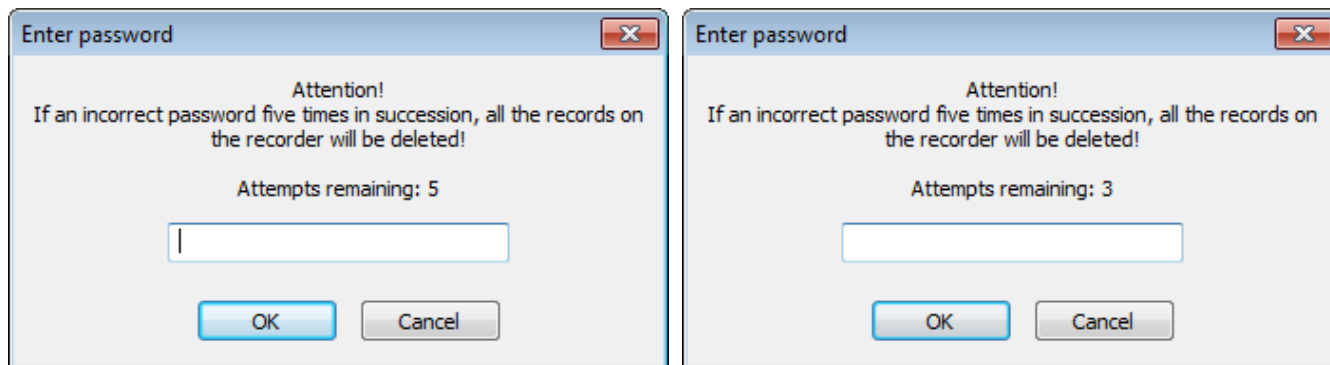 Enter password
Attention!
If an incorrect password five times in succession, all the records on
the recorder will be deleted!
Attempts remaining: 5
OK
Cancel
Enter password
Attention!
If an incorrect password five times in succession, all the records on
the recorder will be deleted!
Attempts remaining: 3
OK
Cancel